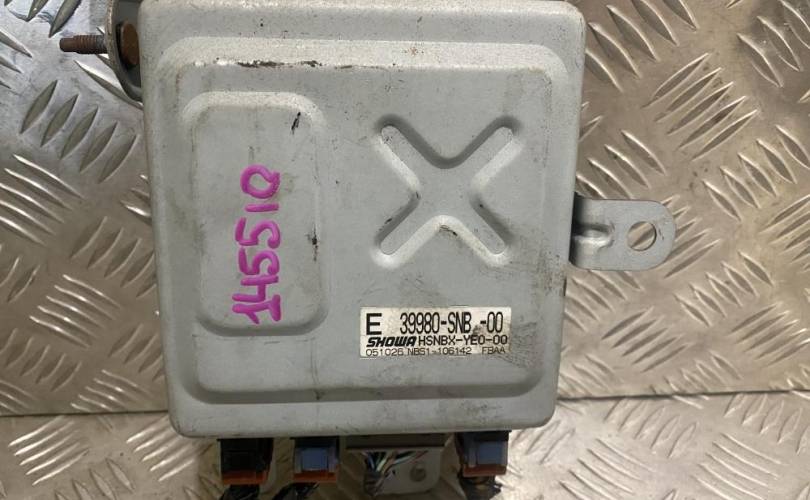 145510
E 39980-SNB -00
SHOWA HSNBX-YE0-00
051026 NBS1-106142 FBAA